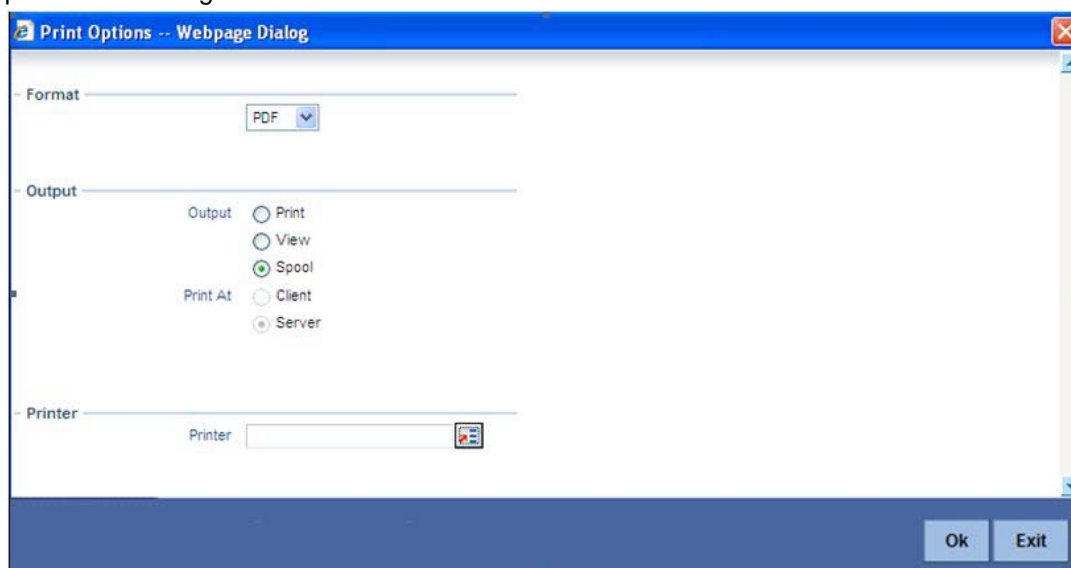 Print Options -- Webpage Dialog
Format
PDF
Output
Output Print
View
Spool
Print At Client
Server
Printer
Printer
Ok Exit